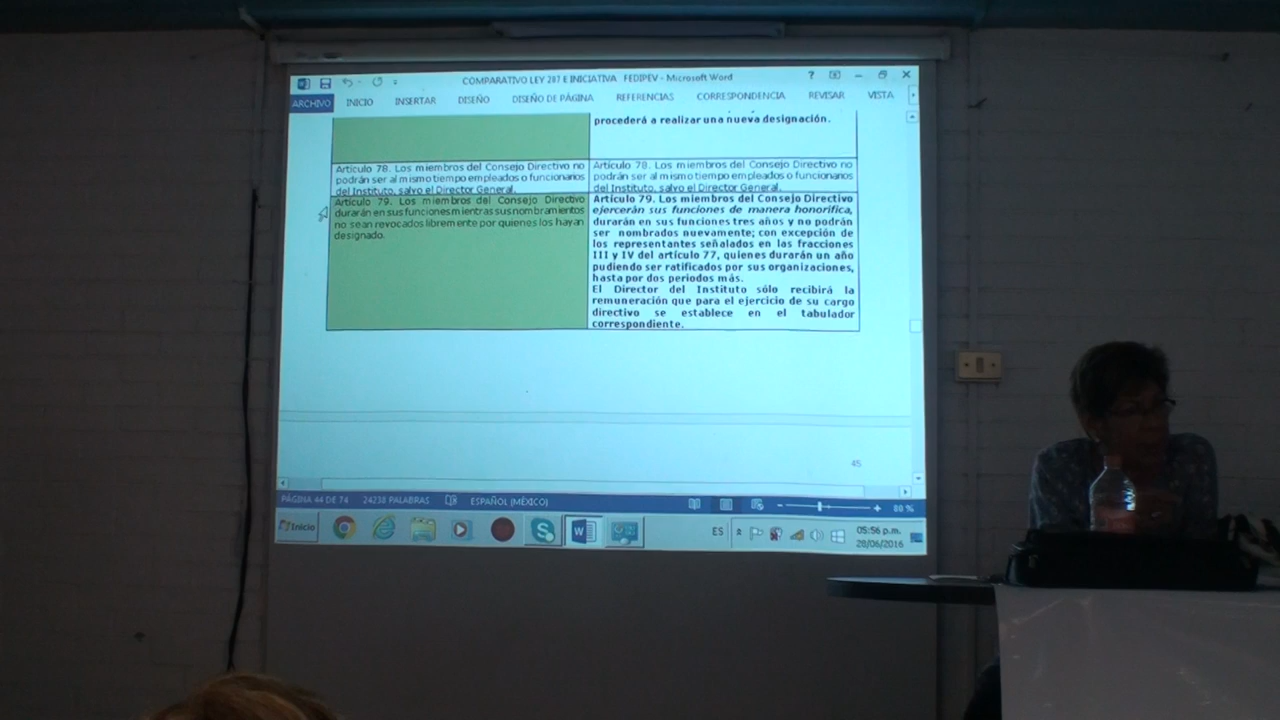 COMPARATIVO LEY 287 E INICIATIVA FEDIPEV - Microsoft Word
ARCHIVO INICIO INSERTAR DISEÑO DISEÑO DE PÁGINA REFERENCIAS CORRESPONDENCIA REVISAR VISTA
procederá a realizar una nueva designación.
Artículo 78. Los miembros del Consejo Directivo no
podrán ser al mismo tiempo empleados o funcionarios
del Instituto, salvo el Director General.
Artículo 78. Los miembros del Consejo Directivo no
podrán ser al mismo tiempo empleados o funcionarios
del Instituto, salvo el Director General.
Artículo 79. Los miembros del Consejo Directivo
durarán en sus funciones mientras sus nombramientos
no sean revocados libremente por quienes los hayan
designado.
Artículo 79. Los miembros del Consejo Directivo
ejercerán sus funciones de manera honorífica,
durarán en sus funciones tres años y no podrán
ser nombrados nuevamente; con excepción de
los representantes señalados en las fracciones
III y IV del artículo 77, quienes durarán un año
pudiendo ser ratificados por sus organizaciones,
hasta por dos periodos más.
El Director del Instituto sólo recibirá la
remuneración que para el ejercicio de su cargo
directivo se establece en el tabulador
correspondiente.
45
PÁGINA 44 DE 74 24238 PALABRAS ESPAÑOL (MÉXICO) 80 %
Inicio ES 05:56 p.m.
28/06/2016